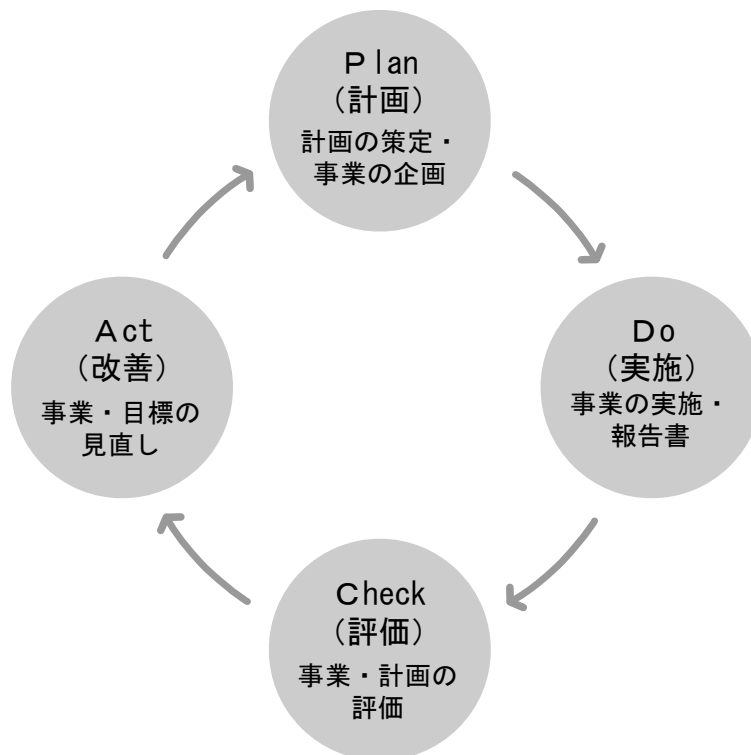 Plan
（計画）
計画の策定・
事業の企画
Do
（実施）
事業の実施・
報告書
Check
（評価）
事業・計画の
評価
Act
（改善）
事業・目標の
見直し